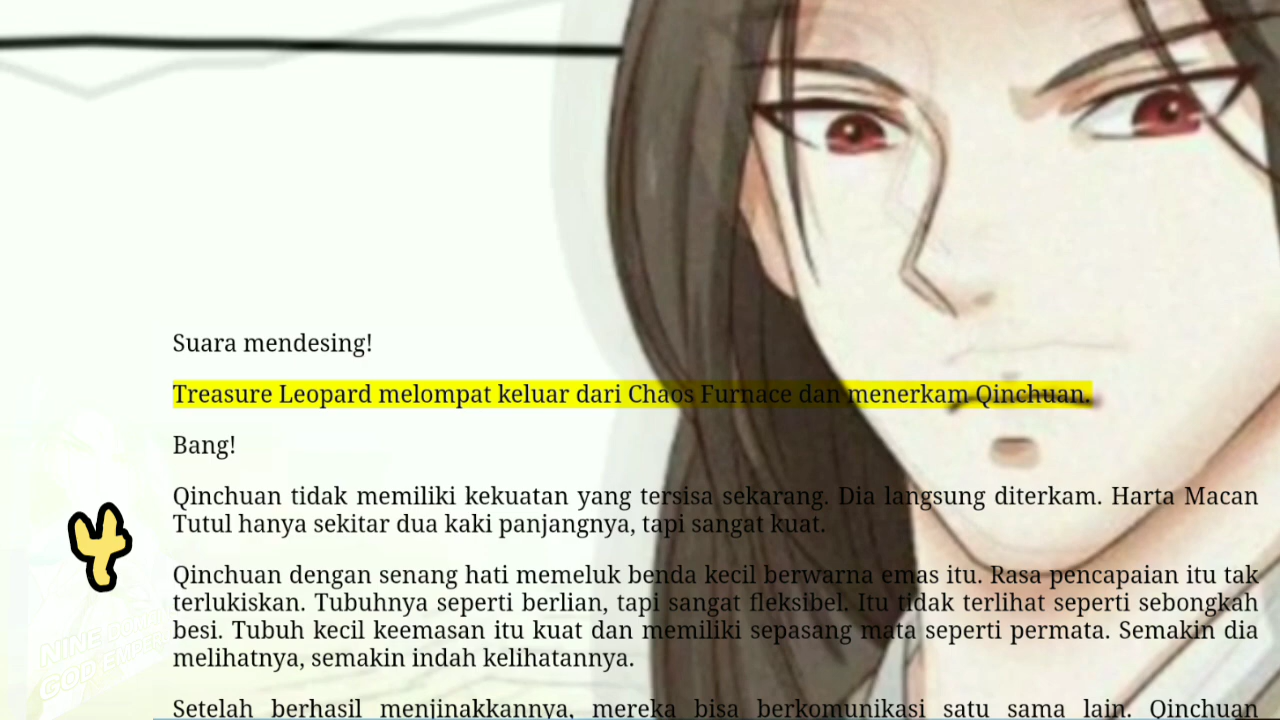 Suara mendesing!
Treasure Leopard melompat keluar dari Chaos Furnace dan menerkam Qinchuan.
Bang!
Qinchuan tidak memiliki kekuatan yang tersisa sekarang. Dia langsung diterkam. Harta Macan
Tutul hanya sekitar dua kaki panjangnya, tapi sangat kuat.
Qinchuan dengan senang hati memeluk benda kecil berwarna emas itu. Rasa pencapaian itu tak
terlukiskan. Tubuhnya seperti berlian, tapi sangat fleksibel. Itu tidak terlihat seperti sebongkah
besi. Tubuh kecil keemasan itu kuat dan memiliki sepasang mata seperti permata. Semakin dia
melihatnya, semakin indah kelihatannya.
Setelah berhasil menjinakkannya, mereka bisa berkomunikasi satu sama lain. Qinchuan
NINE
GOD